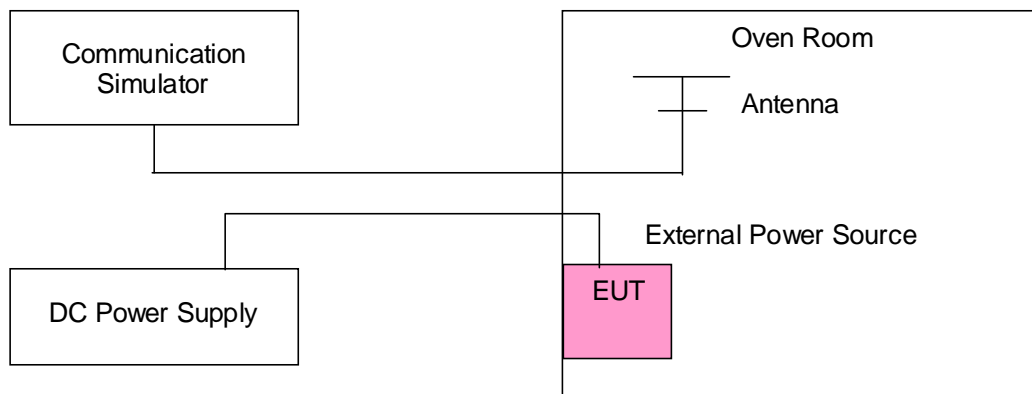 Communication
Simulator
Oven Room
Antenna
External Power Source
DC Power Supply
EUT